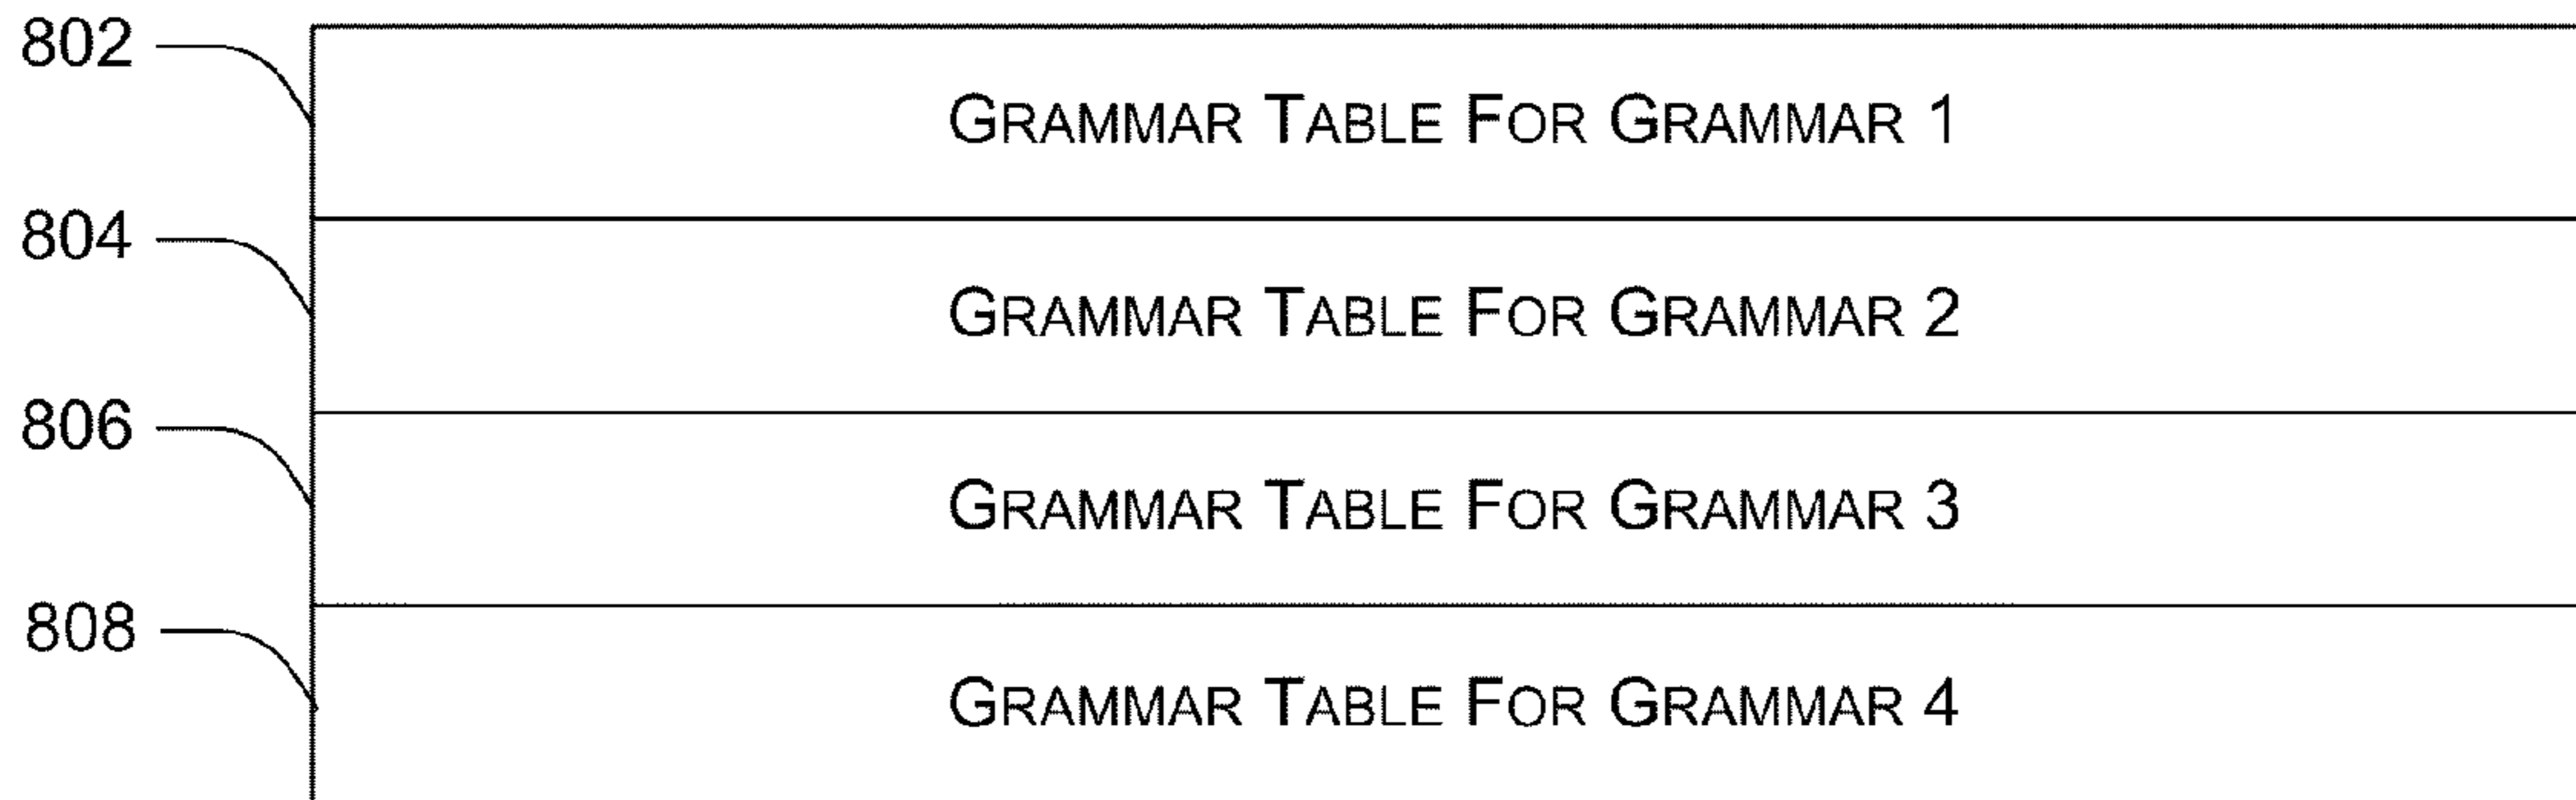 802
GRAMMAR TABLE FOR GRAMMAR 1
804
GRAMMAR TABLE FOR GRAMMAR 2
806
GRAMMAR TABLE FOR GRAMMAR 3
808
GRAMMAR TABLE FOR GRAMMAR 4